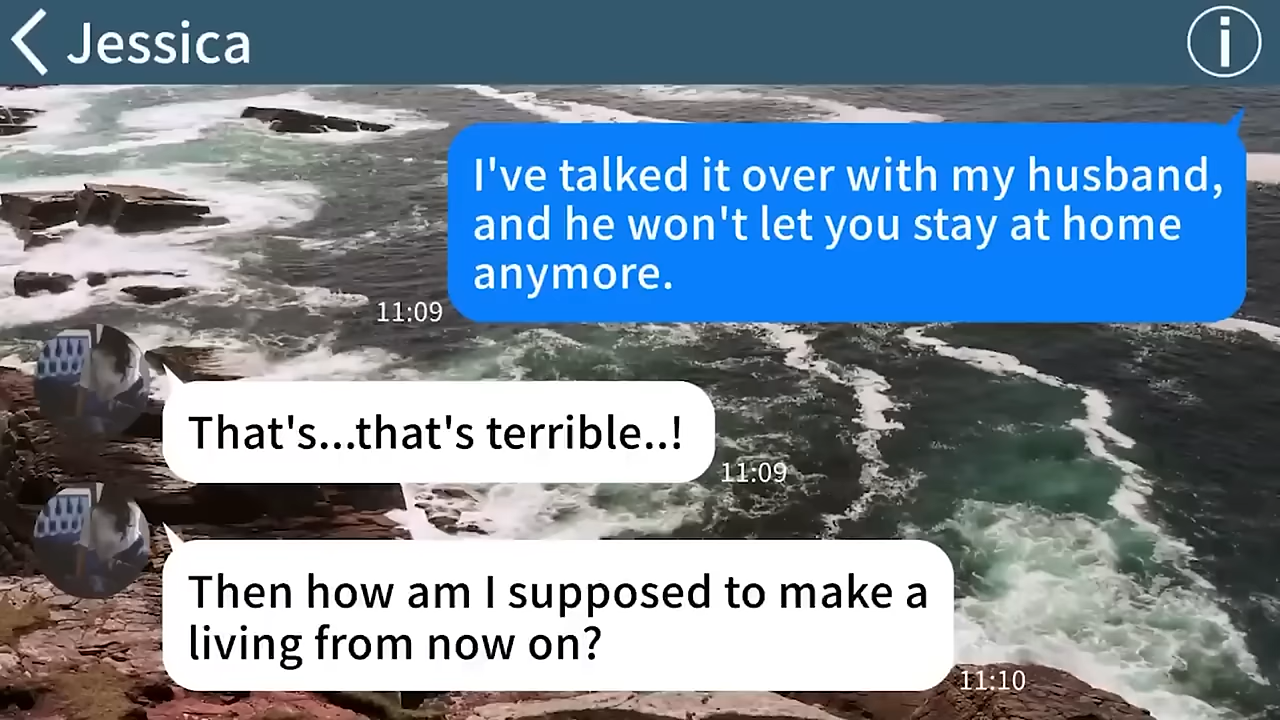 Jessica
I've talked it over with my husband,
and he won't let you stay at home
anymore.
11:09
That's...that's terrible..!
11:09
Then how am I supposed to make a
living from now on?
11:10